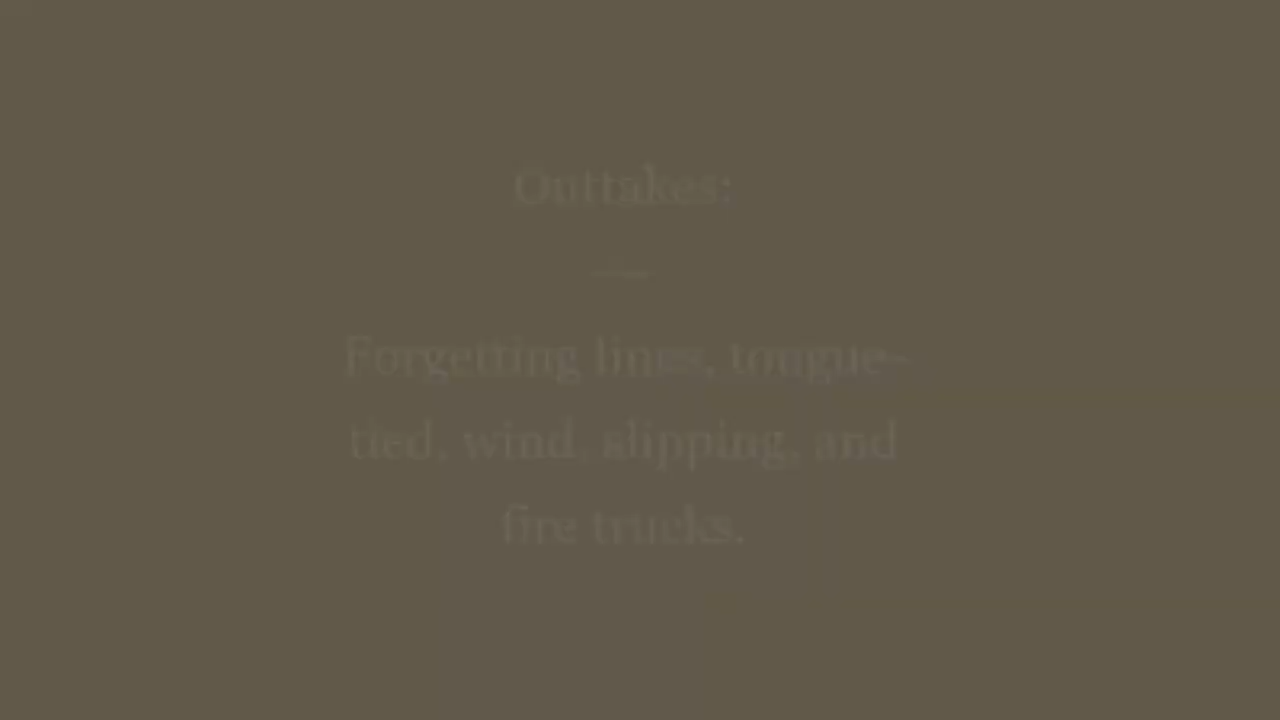 Outtakes:
—
Forgetting lines, tongue-
tied, wind, slipping, and
fire trucks.